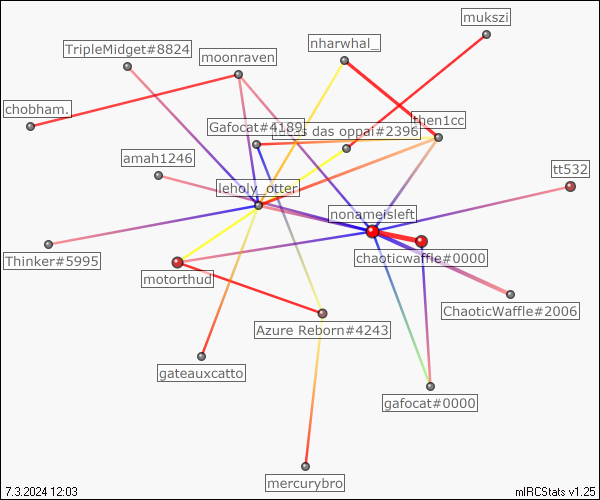 mukszi
nharwhal_
TripleMidget#8824
moonraven
chobham.
then1cc
Gafocat#4189
das oppai#2396
amah1246
tt532
leholy_otter
nonameisleft
Thinker#5995
chaoticwaffle#0000
motorthud
ChaoticWaffle#2006
Azure Reborn#4243
gateauxcatto
gafocat#0000
mercurybro
7.3.2024 12:03
mIRCStats v1.25